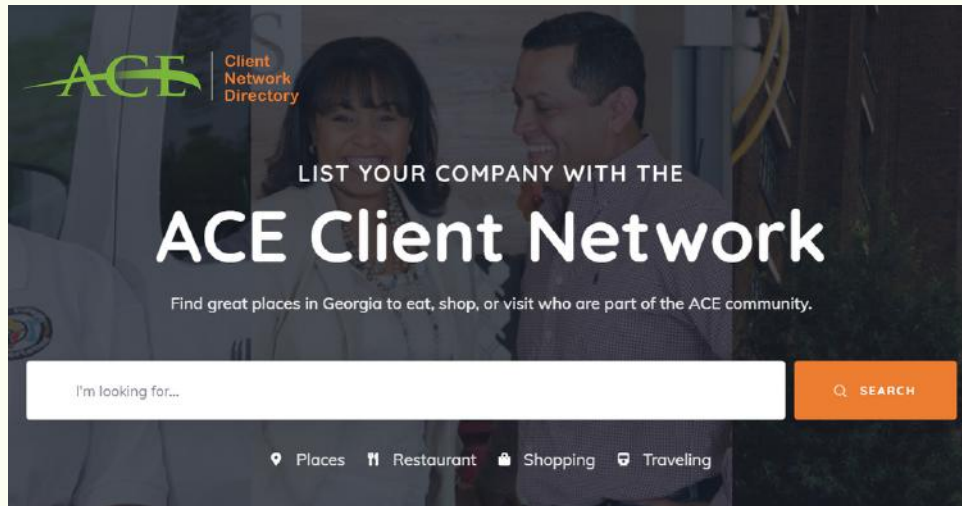 ACE
Client
Network
Directory
LIST YOUR COMPANY WITH THE
ACE Client Network
Find great places in Georgia to eat, shop, or visit who are part of the ACE community.
I'm looking for...
SEARCH
Places Restaurant Shopping Traveling